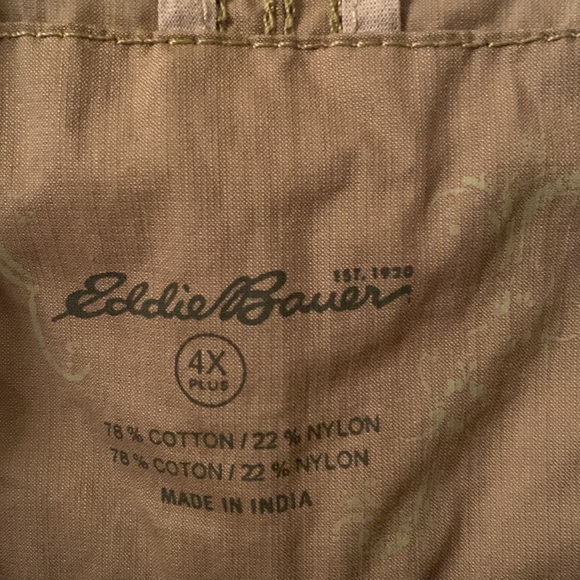 EST. 1920
Eddie Bauer
4X
PLUS
78 % COTTON / 22 % NYLON
78 % COTON / 22 % NYLON
MADE IN INDIA